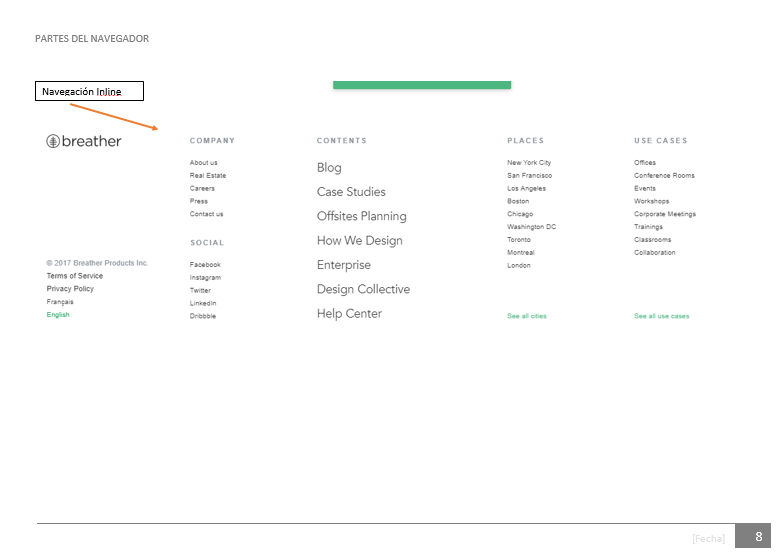 PARTES DEL NAVEGADOR
Navegación Inline
breather
© 2017 Breather Products Inc.
Terms of Service
Privacy Policy
Français
English
COMPANY
About us
Real Estate
Careers
Press
Contact us
SOCIAL
Facebook
Instagram
Twitter
LinkedIn
Dribbble
CONTENTS
Blog
Case Studies
Offsites Planning
How We Design
Enterprise
Design Collective
Help Center
PLACES
New York City
San Francisco
Los Angeles
Boston
Chicago
Washington DC
Toronto
Montreal
London
See all cities
USE CASES
Offices
Conference Rooms
Events
Workshops
Corporate Meetings
Trainings
Classrooms
Collaboration
See all use cases
[Fecha]
8